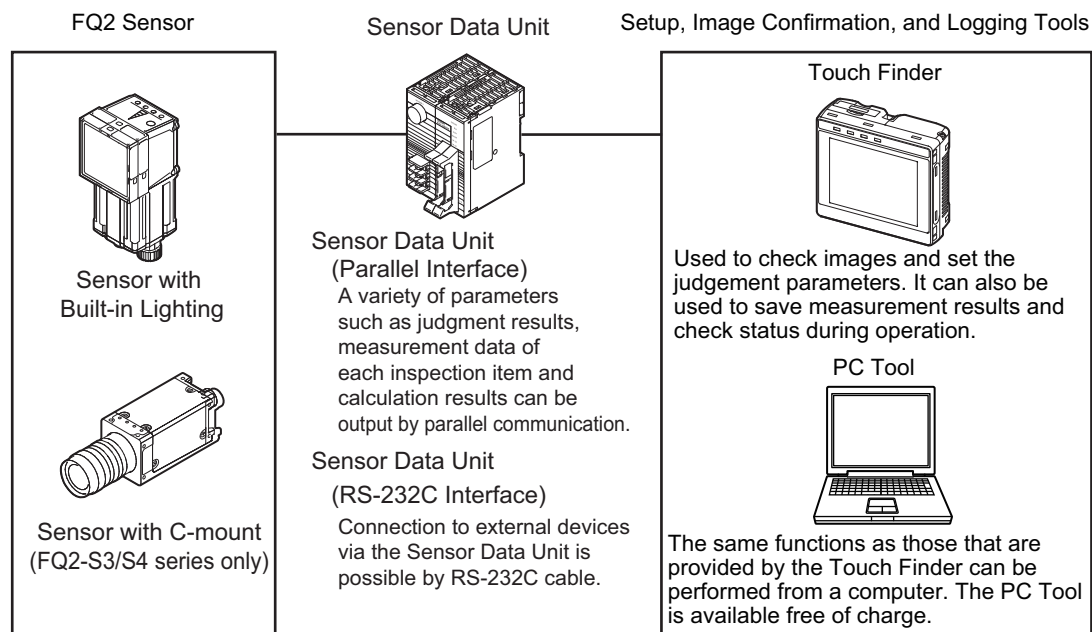 FQ2 Sensor
Sensor Data Unit
Setup, Image Confirmation, and Logging Tools
Sensor with
Built-in Lighting
Sensor with C-mount
(FQ2-S3/S4 series only)
Sensor Data Unit
(Parallel Interface)
A variety of parameters
such as judgment results,
measurement data of
each inspection item and
calculation results can be
output by parallel communication.
Sensor Data Unit
(RS-232C Interface)
Connection to external devices
via the Sensor Data Unit is
possible by RS-232C cable.
Touch Finder
Used to check images and set the
judgement parameters. It can also be
used to save measurement results and
check status during operation.
PC Tool
The same functions as those that are
provided by the Touch Finder can be
performed from a computer. The PC Tool
is available free of charge.